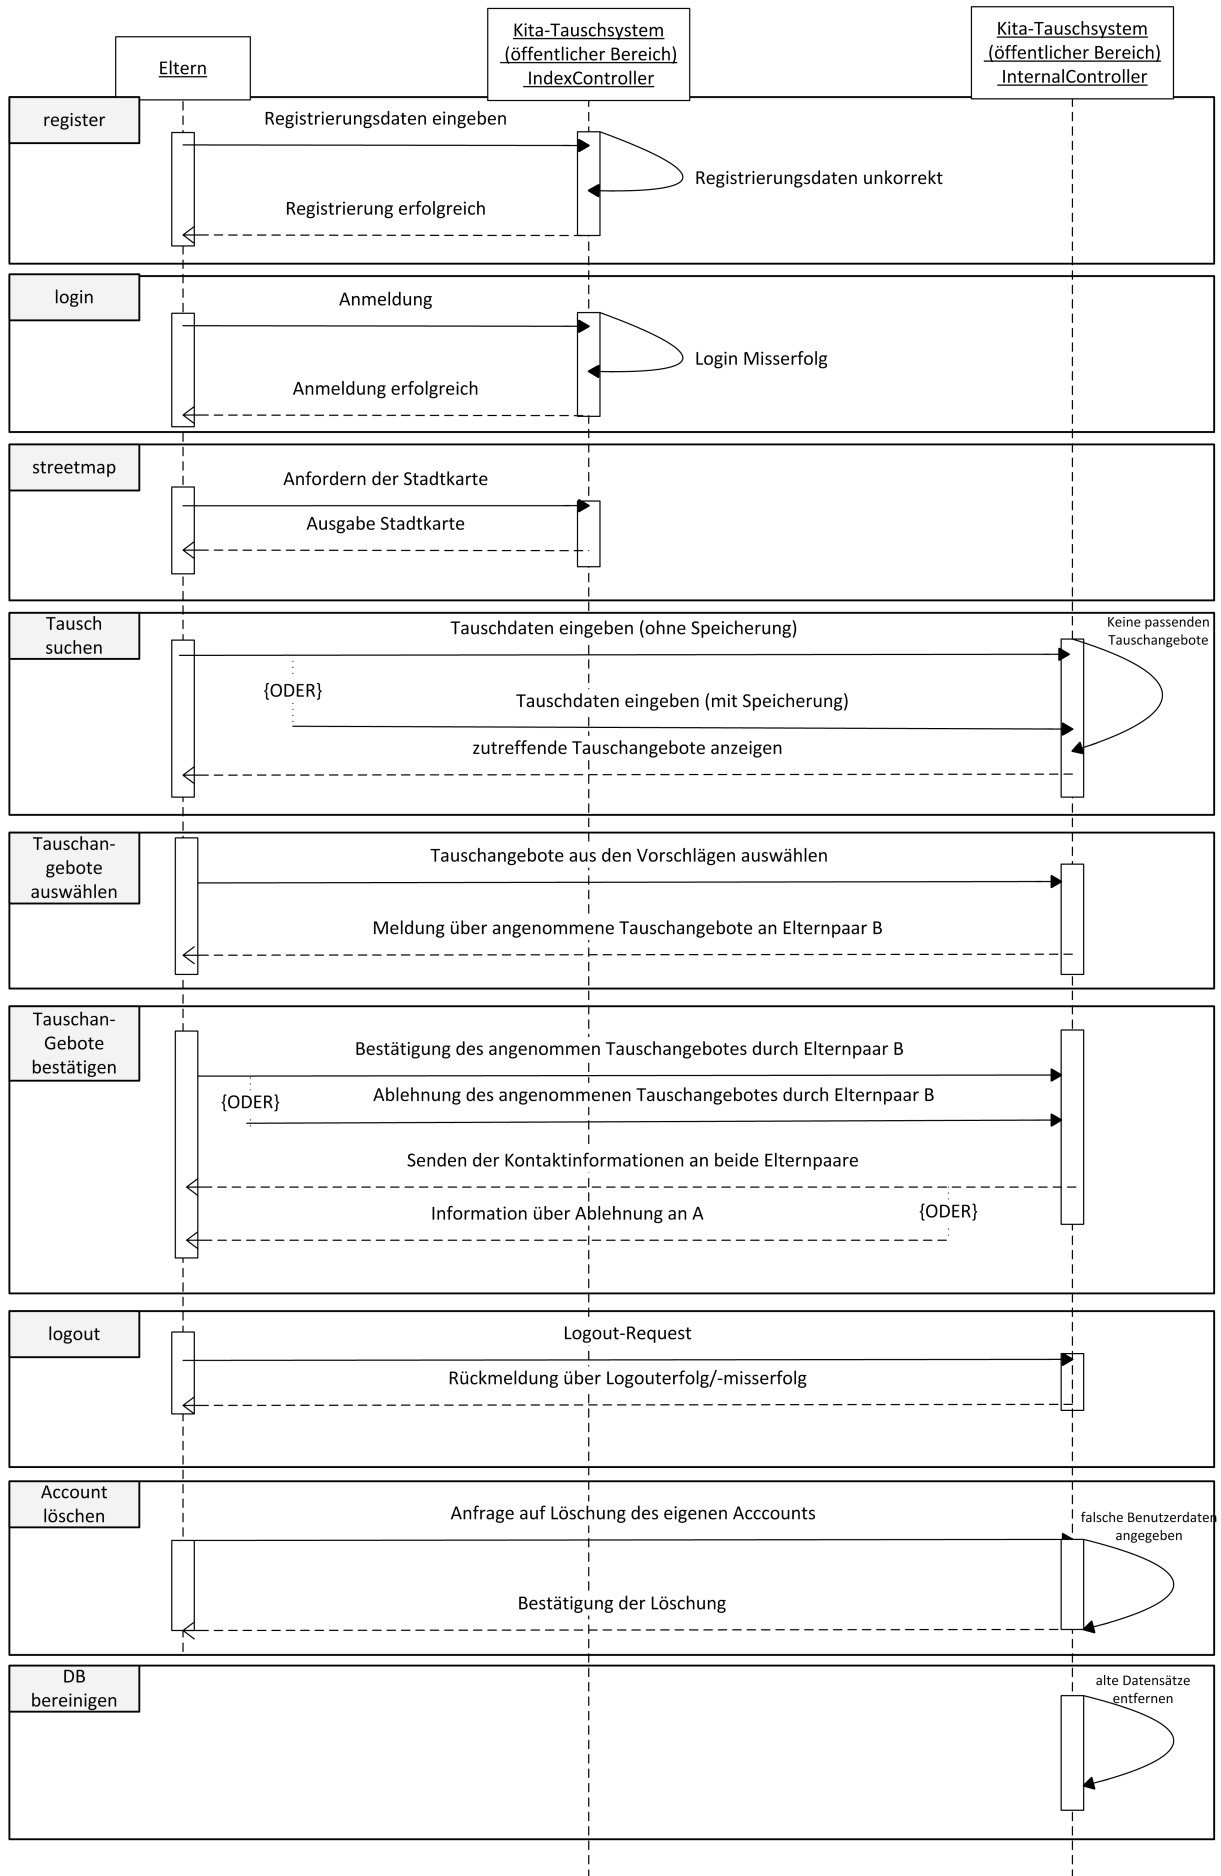 Eltern
Kita-Tauschsystem
(öffentlicher Bereich)
IndexController
Kita-Tauschsystem
(öffentlicher Bereich)
InternalController
register
Registrierungsdaten eingeben
Registrierungsdaten unkorrekt
Registrierung erfolgreich
login
Anmeldung
Login Misserfolg
Anmeldung erfolgreich
streetmap
Anfordern der Stadtkarte
Ausgabe Stadtkarte
Tausch
suchen
Tauschdaten eingeben (ohne Speicherung)
Keine passenden
Tauschangebote
{ODER}
Tauschdaten eingeben (mit Speicherung)
zutreffende Tauschangebote anzeigen
Tauschan-
gebote
auswählen
Tauschangebote aus den Vorschlägen auswählen
Meldung über angenommene Tauschangebote an Elternpaar B
Tauschan-
Gebote
bestätigen
Bestätigung des angenommen Tauschangebotes durch Elternpaar B
{ODER}
Ablehnung des angenommenen Tauschangebotes durch Elternpaar B
Senden der Kontaktinformationen an beide Elternpaare
Information über Ablehnung an A
{ODER}
logout
Logout-Request
Rückmeldung über Logouterfolg/-misserfolg
Account
löschen
Anfrage auf Löschung des eigenen Acccounts
falsche Benutzerdaten
angegeben
Bestätigung der Löschung
DB
bereinigen
alte Datensätze
entfernen